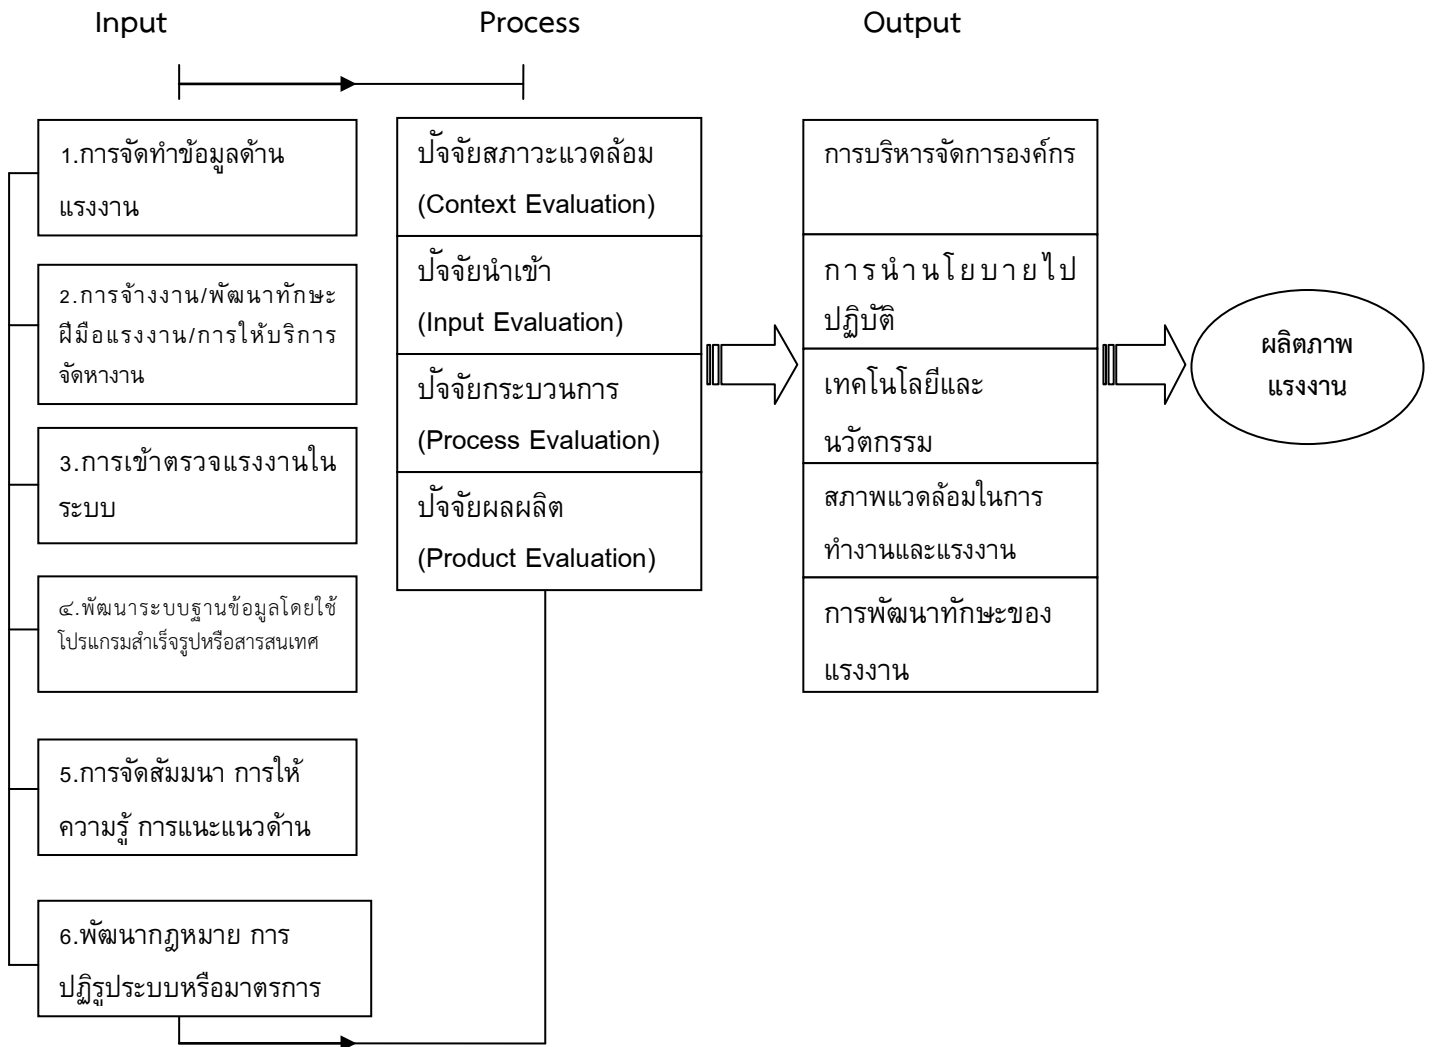 Input
Process
Output
1.การจัดทำข้อมูลด้าน
แรงงาน
2.การจ้างงาน/พัฒนาทักษะ
ฝีมือแรงงาน/การให้บริการ
จัดหางาน
3.การเข้าตรวจแรงงานใน
ระบบ
๔.พัฒนาระบบฐานข้อมูลโดยใช้
โปรแกรมสำเร็จรูปหรือสารสนเทศ
5.การจัดสัมมนา การให้
ความรู้ การแนะแนวด้าน
6.พัฒนากฎหมาย การ
ปฏิรูประบบหรือมาตรการ
ปัจจัยสภาวะแวดล้อม
(Context Evaluation)
ปัจจัยนำเข้า
(Input Evaluation)
ปัจจัยกระบวนการ
(Process Evaluation)
ปัจจัยผลผลิต
(Product Evaluation)
การบริหารจัดการองค์กร
การนำนโยบายไป
ปฏิบัติ
เทคโนโลยีและ
นวัตกรรม
สภาพแวดล้อมในการ
ทำงานและแรงงาน
การพัฒนาทักษะของ
แรงงาน
ผลิตภาพ
แรงงาน